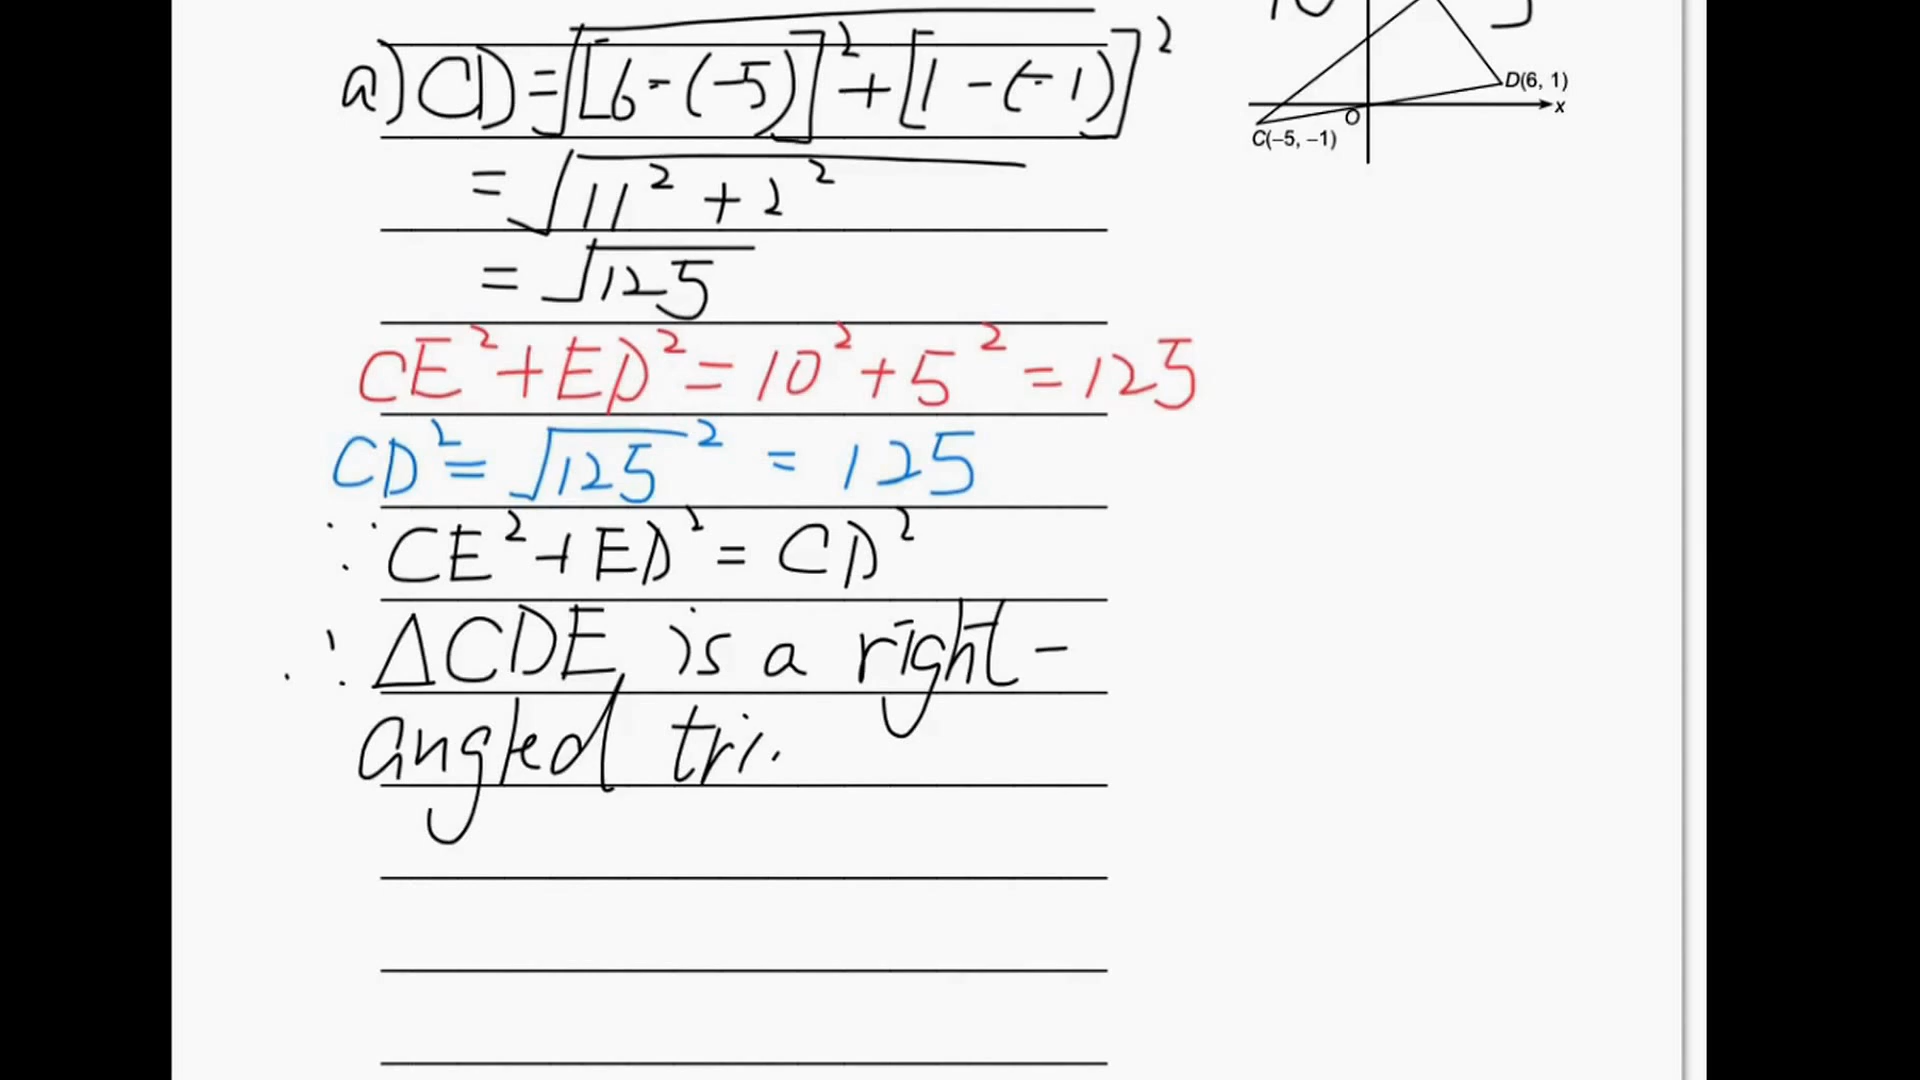 a) CD = √[6-(-5)]² + [1-(-1)]²
= √11² + 2²
= √125
CE² + ED² = 10² + 5² = 125
CD² = √125² = 125
∵ CE² + ED² = CD²
∴ ΔCDE is a right-
angled tri.
D(6, 1)
x
O
C(–5, –1)